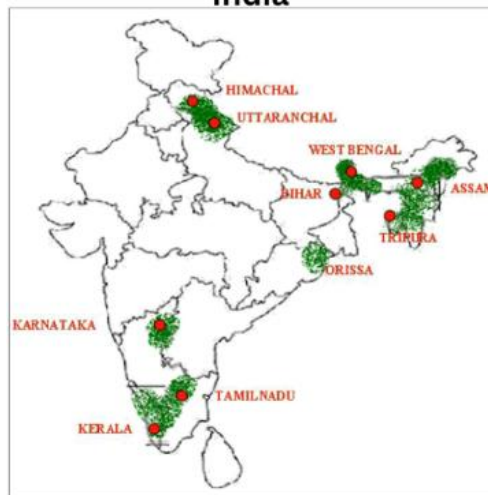 India
HIMACHAL
UTTARANCHAL
WEST BENGAL
BIHAR
ASSAM
TRIPURA
ORISSA
KARNATAKA
TAMILNADU
KERALA